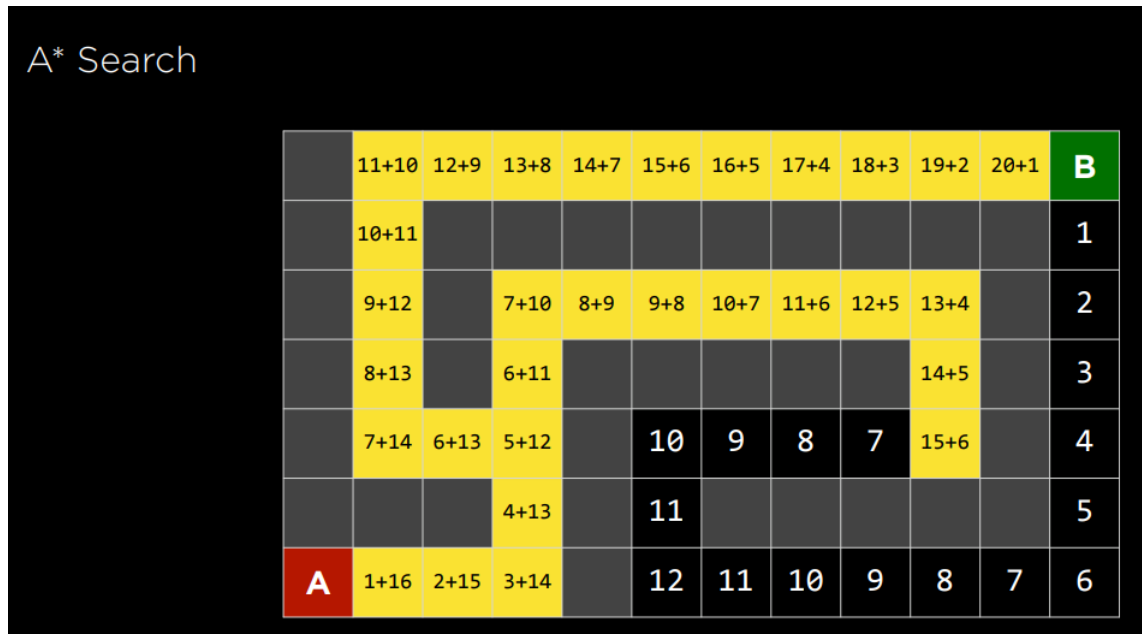 A* Search
11+10 12+9 13+8 14+7 15+6 16+5 17+4 18+3 19+2 20+1 B
10+11 1
9+12 7+10 8+9 9+8 10+7 11+6 12+5 13+4 2
8+13 6+11 14+5 3
7+14 6+13 5+12 10 9 8 7 15+6 4
4+13 11 5
A 1+16 2+15 3+14 12 11 10 9 8 7 6